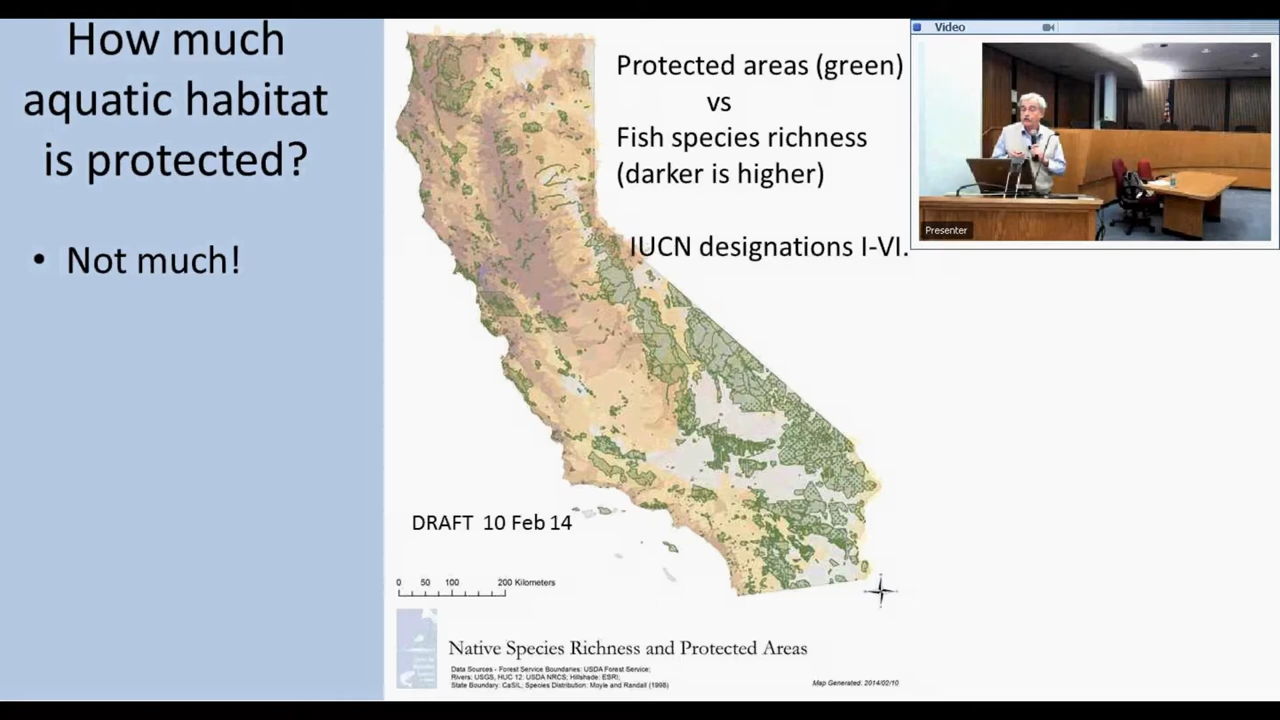 How much
aquatic habitat
is protected?
• Not much!
Protected areas (green)
vs
Fish species richness
(darker is higher)
IUCN designations I-VI.
DRAFT 10 Feb 14
0 50 100 200 Kilometers
Native Species Richness and Protected Areas
Data Sources - Forest Service Boundaries: USDA Forest Service;
Rivers: USGS, HUC 12: USDA NRCS; Hillshade: ESRI;
State Boundary: CaSIL; Species Distribution: Moyle and Randall (1998)
Map Generated: 2014/02/10
Video
Presenter